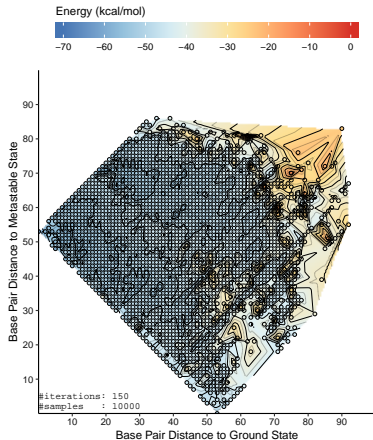 Energy (kcal/mol)
-70 -60 -50 -40 -30 -20 -10 0
Base Pair Distance to Metastable State
90
80
70
60
50
40
30
20
10
#iterations: 150
#samples   : 10000
10 20 30 40 50 60 70 80 90
Base Pair Distance to Ground State